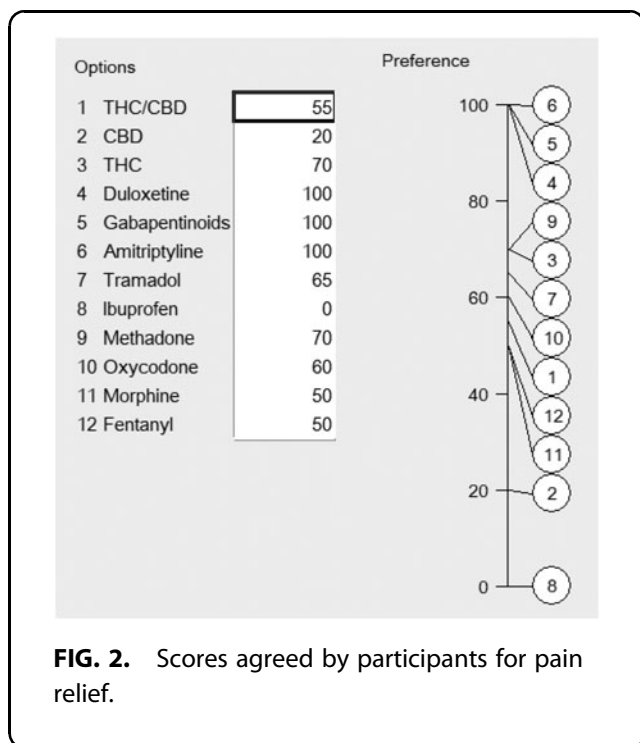 Options
Preference
1 THC/CBD 55
2 CBD 20
3 THC 70
4 Duloxetine 100
5 Gabapentinoids 100
6 Amitriptyline 100
7 Tramadol 65
8 Ibuprofen 0
9 Methadone 70
10 Oxycodone 60
11 Morphine 50
12 Fentanyl 50
100
80
60
40
20
0
6
5
4
9
3
7
10
1
12
11
2
8
FIG. 2. Scores agreed by participants for pain
relief.